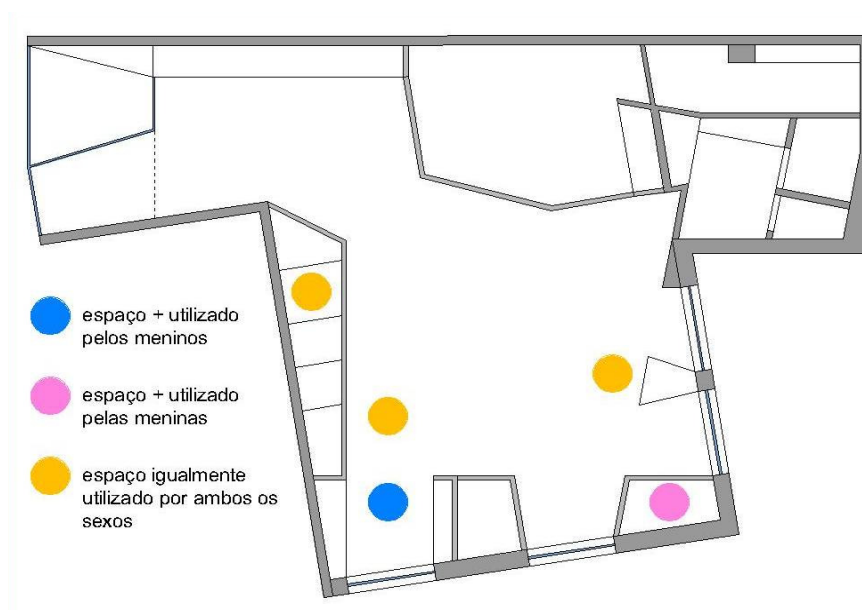 espaço + utilizado
pelos meninos
espaço + utilizado
pelas meninas
espaço igualmente
utilizado por ambos os
sexos